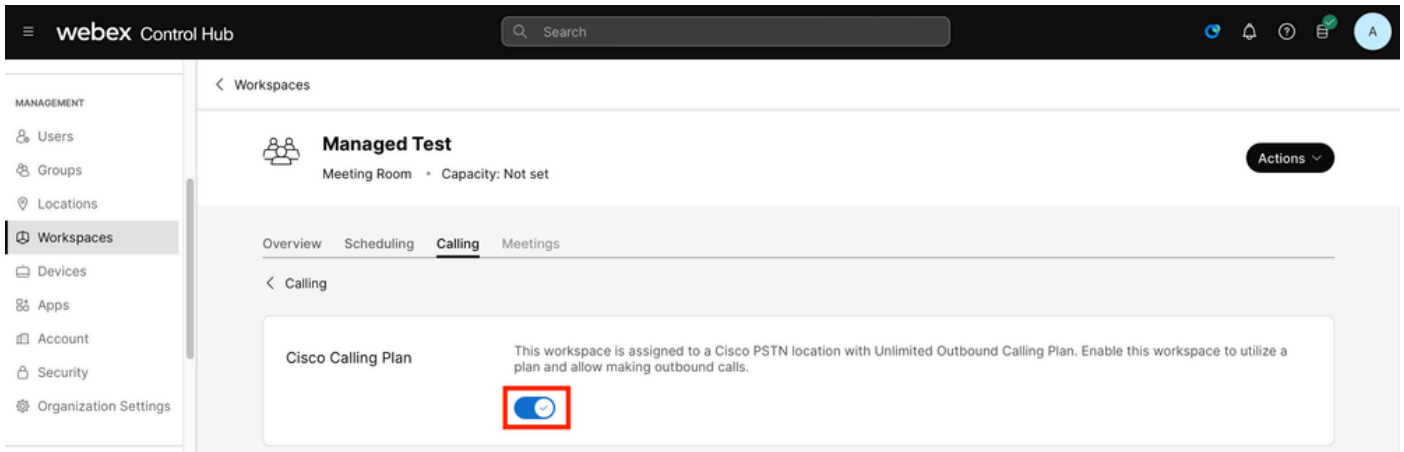 webex Control Hub
Search
A
MANAGEMENT
Users
Groups
Locations
Workspaces
Devices
Apps
Account
Security
Organization Settings
Workspaces
Managed Test
Meeting Room • Capacity: Not set
Actions
Overview Scheduling Calling Meetings
Calling
Cisco Calling Plan
This workspace is assigned to a Cisco PSTN location with Unlimited Outbound Calling Plan. Enable this workspace to utilize a
plan and allow making outbound calls.